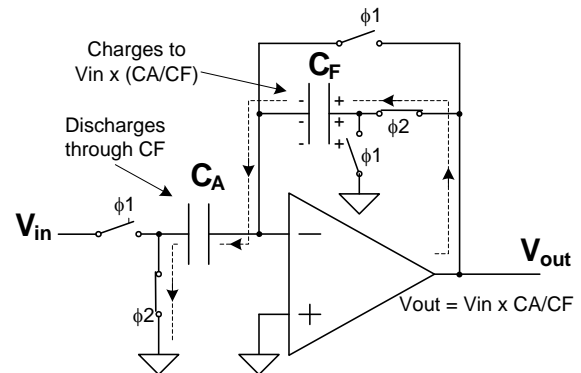 ϕ1
Charges to
Vin x (CA/CF)
CF
- +
- +
- +
ϕ2
ϕ1
Discharges
through CF
CA
Vin
ϕ1
ϕ2
−
+
Vout
Vout = Vin x CA/CF